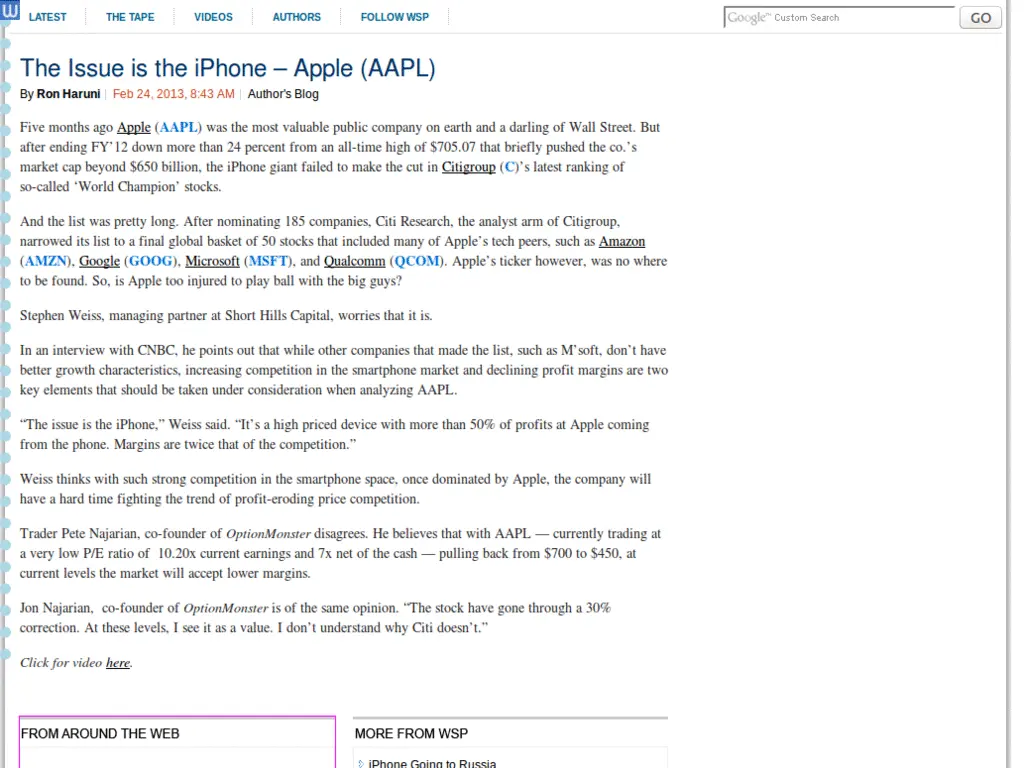 W LATEST THE TAPE VIDEOS AUTHORS FOLLOW WSP Google™ Custom Search GO
The Issue is the iPhone – Apple (AAPL)
By Ron Haruni Feb 24, 2013, 8:43 AM Author's Blog
Five months ago Apple (AAPL) was the most valuable public company on earth and a darling of Wall Street. But
after ending FY’12 down more than 24 percent from an all-time high of $705.07 that briefly pushed the co.’s
market cap beyond $650 billion, the iPhone giant failed to make the cut in Citigroup (C)’s latest ranking of
so-called ‘World Champion’ stocks.
And the list was pretty long. After nominating 185 companies, Citi Research, the analyst arm of Citigroup,
narrowed its list to a final global basket of 50 stocks that included many of Apple’s tech peers, such as Amazon
(AMZN), Google (GOOG), Microsoft (MSFT), and Qualcomm (QCOM). Apple’s ticker however, was no where
to be found. So, is Apple too injured to play ball with the big guys?
Stephen Weiss, managing partner at Short Hills Capital, worries that it is.
In an interview with CNBC, he points out that while other companies that made the list, such as M’soft, don’t have
better growth characteristics, increasing competition in the smartphone market and declining profit margins are two
key elements that should be taken under consideration when analyzing AAPL.
“The issue is the iPhone,” Weiss said. “It’s a high priced device with more than 50% of profits at Apple coming
from the phone. Margins are twice that of the competition.”
Weiss thinks with such strong competition in the smartphone space, once dominated by Apple, the company will
have a hard time fighting the trend of profit-eroding price competition.
Trader Pete Najarian, co-founder of OptionMonster disagrees. He believes that with AAPL — currently trading at
a very low P/E ratio of 10.20x current earnings and 7x net of the cash — pulling back from $700 to $450, at
current levels the market will accept lower margins.
Jon Najarian, co-founder of OptionMonster is of the same opinion. “The stock have gone through a 30%
correction. At these levels, I see it as a value. I don’t understand why Citi doesn’t.”
Click for video here.
FROM AROUND THE WEB
MORE FROM WSP
iPhone Going to Russia